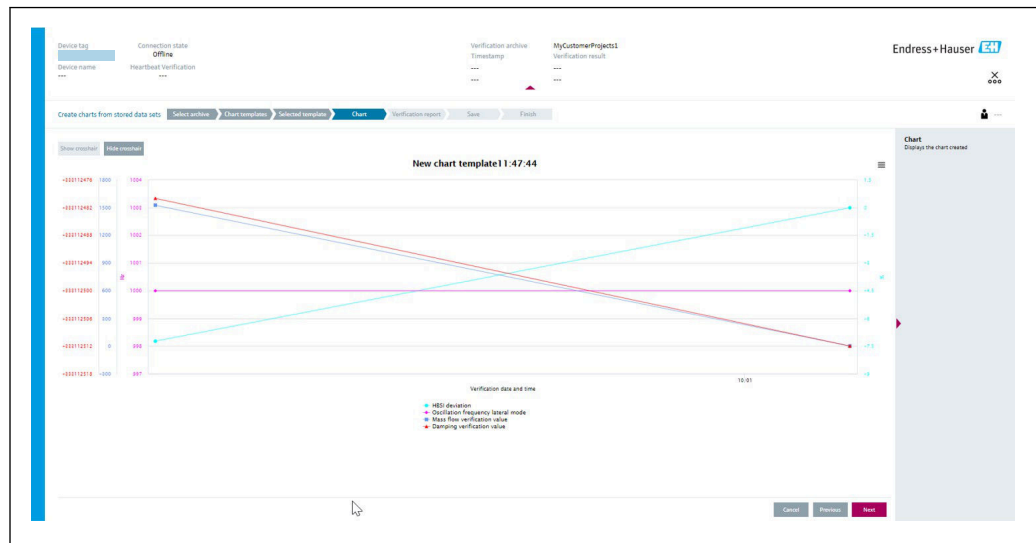 Device tag
Connection state
Offline
Device name
Heartbeat Verification
---
---
Verification archive
MyCustomerProjects1
Timestamp
Verification result
---
---
---
---
Endress+Hauser
EH
Create charts from stored data sets
Select archive
Chart templates
Selected template
Chart
Verification report
Save
Finish
Chart
Displays the chart created
Show crosshair
Hide crosshair
New chart template11:47:44
1800
1004
1500
1003
1200
1002
900
1001
600
1000
300
999
0
998
-300
997
Hz
10:01
Verification date and time
HBSI deviation
Oscillation frequency lateral mode
Mass flow verification value
Damping verification value
Cancel
Previous
Next